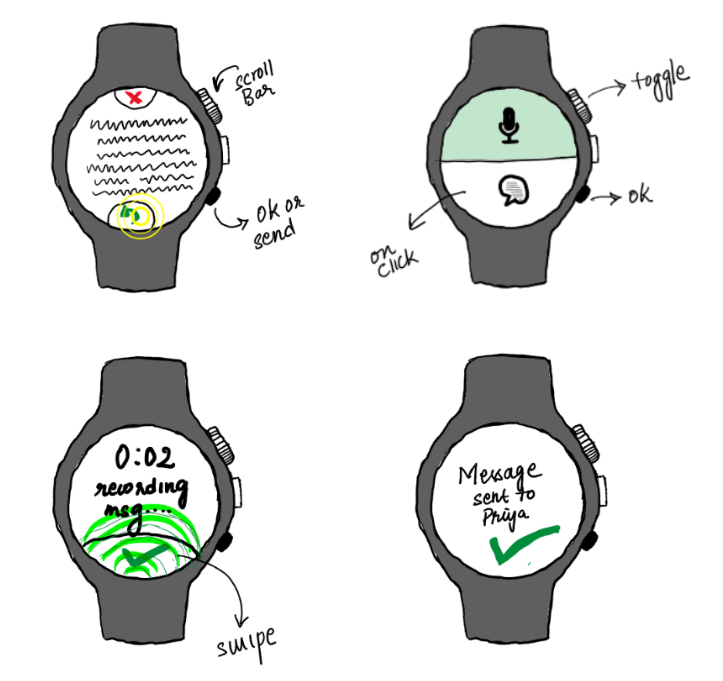 scroll
Bar
ok or
send
toggle
ok
on
click
0:02
recording
msg....
swipe
Message
sent to
Priya